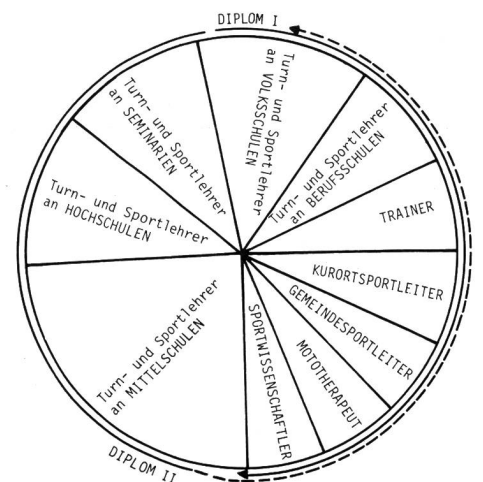 DIPLOM I
Turn- und Sportlehrer
an VOLKSSCHULEN
Turn- und Sportlehrer
an BERUFSSCHULEN
TRAINER
KURORTSPORTLEITER
GEMEINDESPORTLEITER
MOTOTHERAPEUT
SPORTWISSENSCHAFTLER
Turn- und Sportlehrer
an MITTELSCHULEN
Turn- und Sportlehrer
an HOCHSCHULEN
Turn- und Sportlehrer
an SEMINARIEN
DIPLOM II